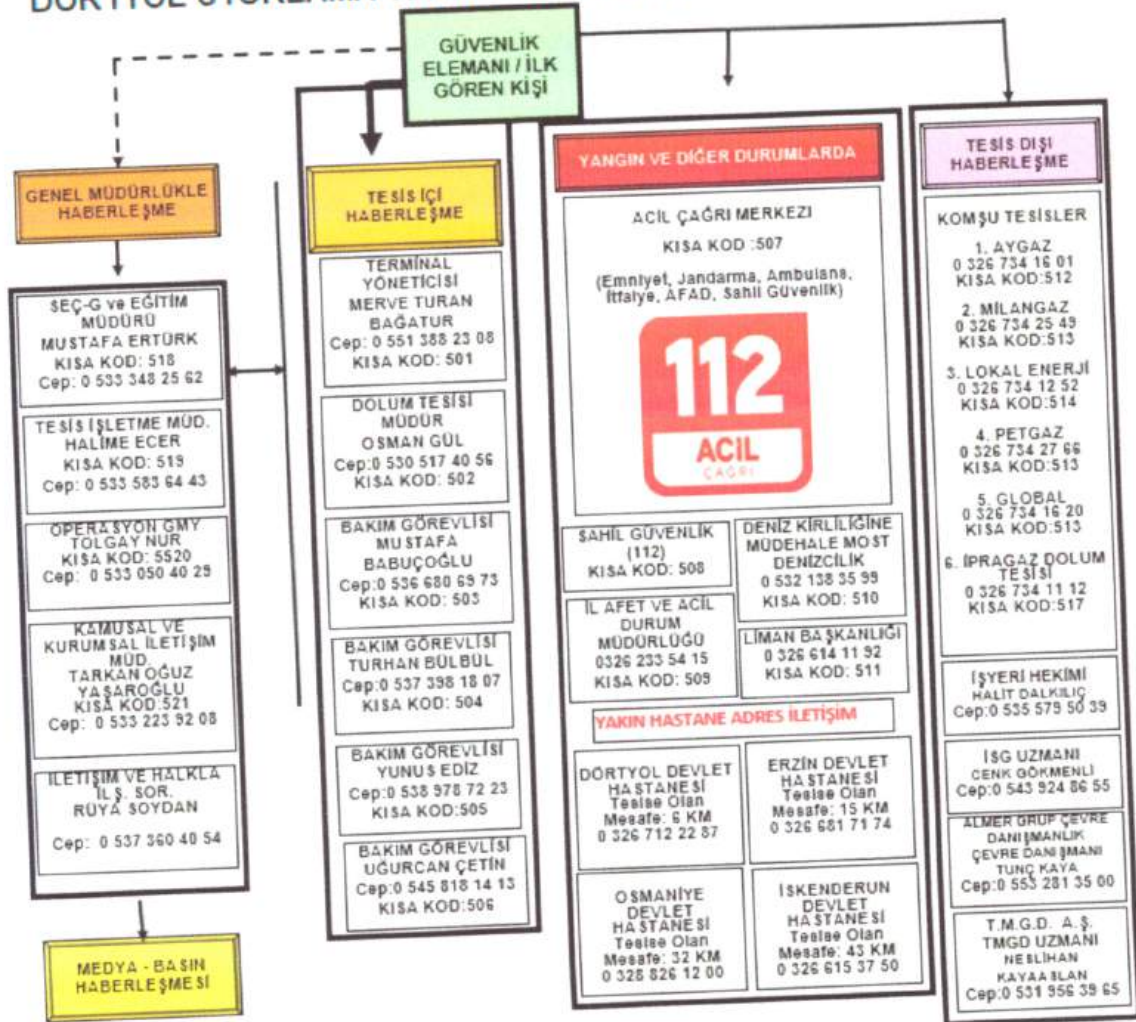 GÜVENLİK
ELEMANI / İLK
GÖREN KİŞİ
GENEL MÜDÜRLÜKLE
HABERLEŞME
SEÇ-G ve EĞİTİM
MÜDÜRÜ
MUSTAFA ERTÜRK
KISA KOD: 518
Cep: 0 533 348 25 62
TESİS İŞLETME MÜD.
HALİME ECER
KISA KOD: 519
Cep: 0 533 583 64 43
OPERASYON GMY
TOLGAY NUR
KISA KOD: 5520
Cep: 0 533 050 40 29
KAMUSAL VE
KURUMSAL İLETİŞİM
MÜD.
TARKAN OĞUZ
YAŞAROĞLU
KISA KOD:521
Cep: 0 533 223 92 08
İLETİŞİM VE HALKLA
İLŞ. SOR.
RÜYA SOYDAN
Cep: 0 537 360 40 54
MEDYA - BASIN
HABERLEŞMESİ
TESİS İÇİ
HABERLEŞME
TERMİNAL
YÖNETİCİSİ
MERVE TURAN
BAĞATUR
Cep: 0 551 388 23 08
KISA KOD: 501
DOLUM TESİSİ
MÜDÜR
OSMAN GÜL
Cep:0 530 517 40 56
KISA KOD: 502
BAKIM GÖREVLİSİ
MUSTAFA
BABUÇOĞLU
Cep:0 536 680 69 73
KISA KOD: 503
BAKIM GÖREVLİSİ
TURHAN BÜLBÜL
Cep:0 537 398 18 07
KISA KOD: 504
BAKIM GÖREVLİSİ
YUNUS EDİZ
Cep:0 538 978 72 23
KISA KOD:505
BAKIM GÖREVLİSİ
UĞURCAN ÇETİN
Cep:0 545 818 14 13
KISA KOD:506
YANGIN VE DİĞER DURUMLARDA
ACİL ÇAĞRI MERKEZİ
KISA KOD :507
(Emniyet, Jandarma, Ambulans,
İtfaiye, AFAD, Sahil Güvenlik)
112
ACİL
ÇAĞRI
SAHİL GÜVENLİK
(112)
KISA KOD: 508
DENİZ KİRLİLİĞİNE
MÜDEHALE MOST
DENİZCİLİK
0 532 138 35 99
KISA KOD: 510
İL AFET VE ACİL
DURUM
MÜDÜRLÜĞÜ
0326 233 54 15
KISA KOD: 509
LİMAN BAŞKANLIĞI
0 326 614 11 92
KISA KOD: 511
YAKIN HASTANE ADRES İLETİŞİM
DÖRTYOL DEVLET
HASTANESİ
Tesise Olan
Mesafe: 6 KM
0 326 712 22 87
ERZİN DEVLET
HASTANESİ
Tesise Olan
Mesafe: 15 KM
0 326 681 71 74
OSMANİYE
DEVLET
HASTANESİ
Tesise Olan
Mesafe: 32 KM
0 328 826 12 00
İSKENDERUN
DEVLET
HASTANESİ
Tesise Olan
Mesafe: 43 KM
0 326 615 37 50
TESİS DIŞI
HABERLEŞME
KOMŞU TESİSLER
1. AYGAZ
0 326 734 16 01
KISA KOD:512
2. MİLANGAZ
0 326 734 25 49
KISA KOD:513
3. LOKAL ENERJİ
0 326 734 12 52
KISA KOD:514
4. PETGAZ
0 326 734 27 66
KISA KOD:513
5. GLOBAL
0 326 734 16 20
KISA KOD:513
6. İPRAGAZ DOLUM
TESİSİ
0 326 734 11 12
KISA KOD:517
İŞYERİ HEKİMİ
HALİT DALKILIÇ
Cep:0 535 579 50 39
İSG UZMANI
CENK GÖKMENLİ
Cep:0 543 924 86 55
ALMER GRUP ÇEVRE
DANIŞMANLIK
ÇEVRE DANIŞMANI
TUNÇ KAYA
Cep:0 553 281 35 00
T.M.G.D. A.Ş.
TMGD UZMANI
NESLİHAN
KAYAASLAN
Cep:0 531 956 39 65